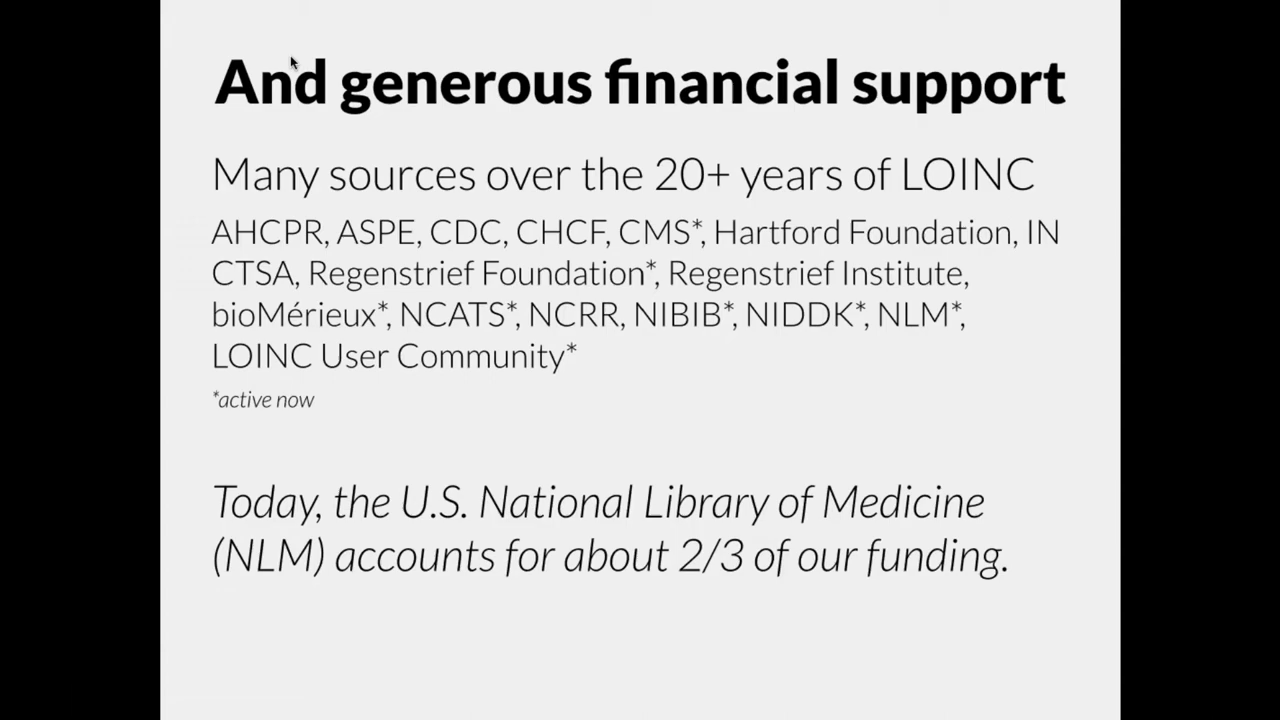 And generous financial support
Many sources over the 20+ years of LOINC
AHCPR, ASPE, CDC, CHCF, CMS*, Hartford Foundation, IN
CTSA, Regenstrief Foundation*, Regenstrief Institute,
bioMérieux*, NCATS*, NCRR, NIBIB*, NIDDK*, NLM*,
LOINC User Community*
*active now
Today, the U.S. National Library of Medicine
(NLM) accounts for about 2/3 of our funding.